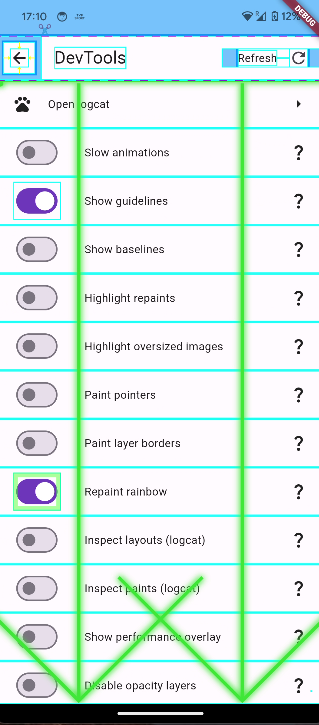 17:10
12%
DEBUG
DevTools
Refresh
Open logcat
Slow animations
?
Show guidelines
?
Show baselines
?
Highlight repaints
?
Highlight oversized images
?
Paint pointers
?
Paint layer borders
?
Repaint rainbow
?
Inspect layouts (logcat)
?
Inspect paints (logcat)
?
Show performance overlay
?
Disable opacity layers
?